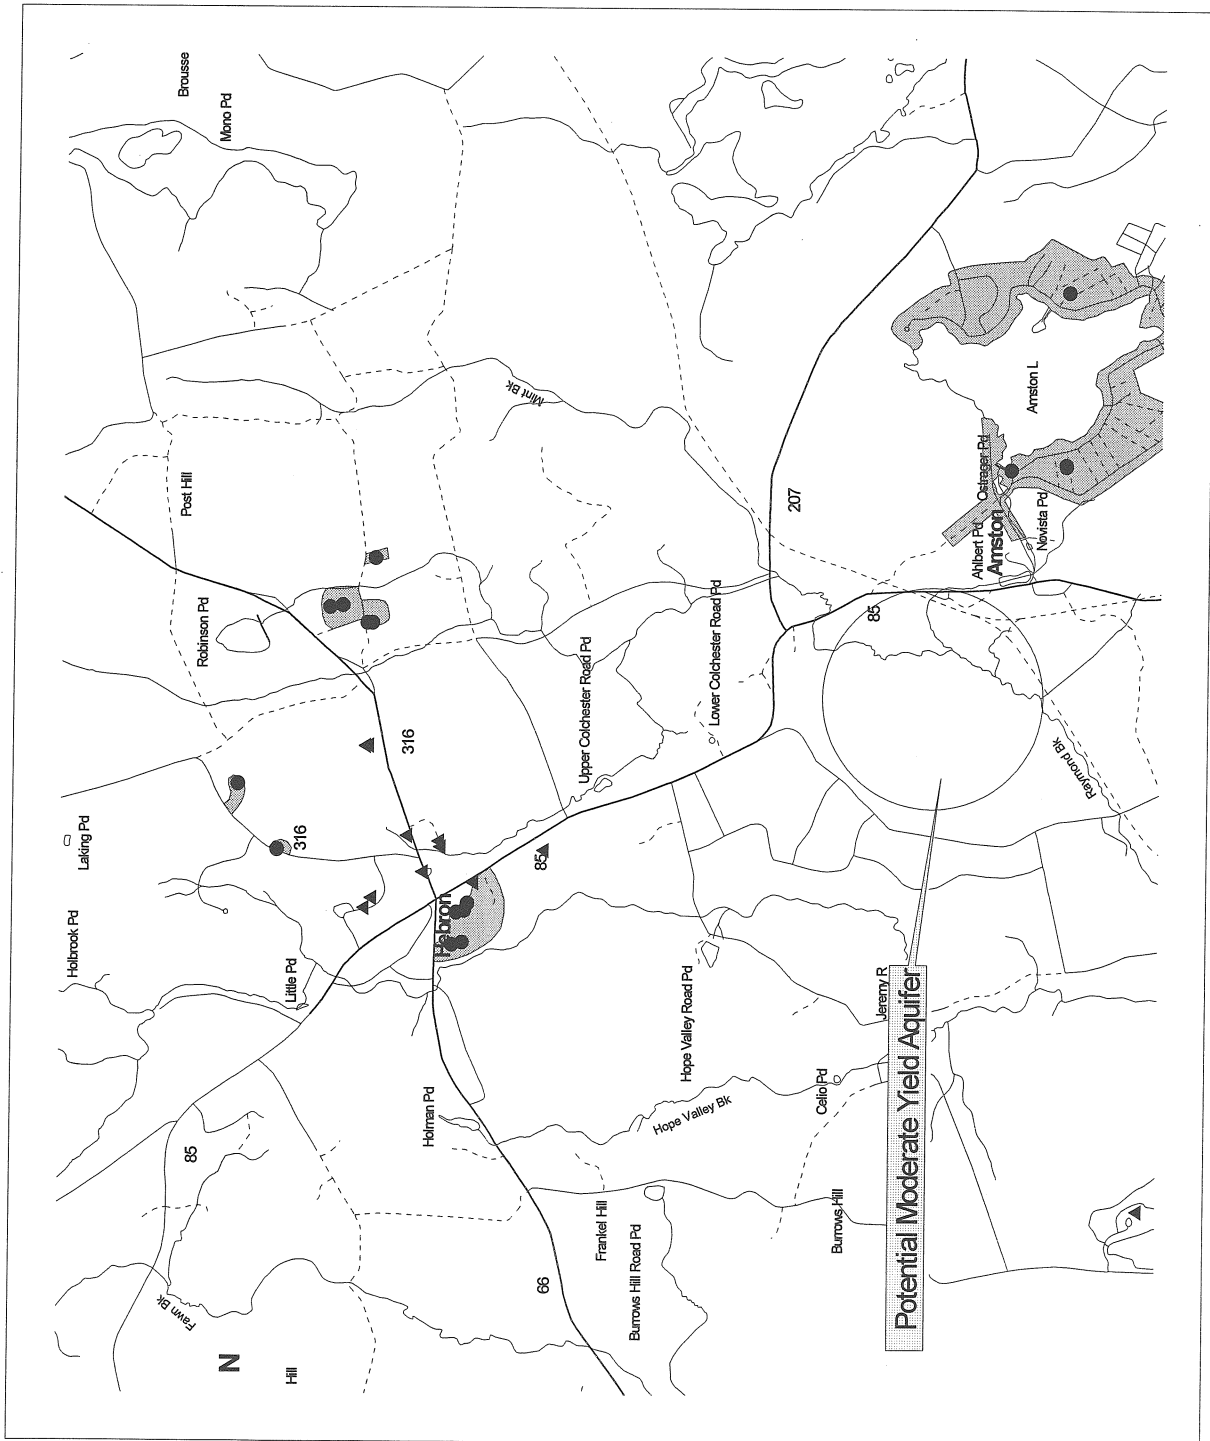 Brousse
Mono Pd
Post Hill
Mint Bk
Amston L
Ostrager Pd
207
Ahlbert Pd
Amston
Novista Pd
Robinson Pd
Lower Colchester Road Pd
85
Upper Colchester Road Pd
316
Raymond Bk
Laking Pd
316
85
Hebron
Holbrook Pd
Little Pd
Hope Valley Road Pd
Jeremy R
Potential Moderate Yield Aquifer
Holman Pd
Celio Pd
Hope Valley Bk
85
Frankel Hill
Burrows Hill
Burrows Hill Road Pd
66
Fawn Bk
N
Hill